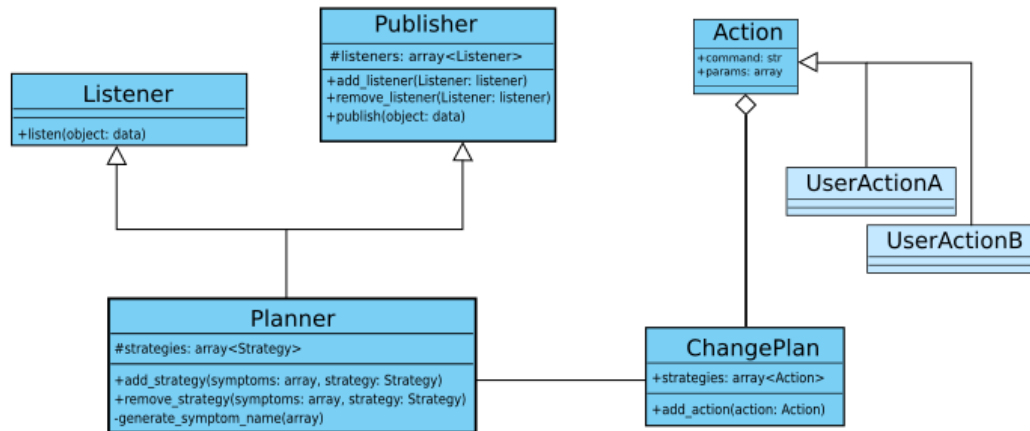 Publisher
#listeners: array<Listener>
+add_listener(Listener: listener)
+remove_listener(Listener: listener)
+publish(object: data)
Action
+command: str
+params: array
Listener
+listen(object: data)
UserActionA
UserActionB
Planner
#strategies: array<Strategy>
+add_strategy(symptoms: array, strategy: Strategy)
+remove_strategy(symptoms: array, strategy: Strategy)
-generate_symptom_name(array)
ChangePlan
+strategies: array<Action>
+add_action(action: Action)